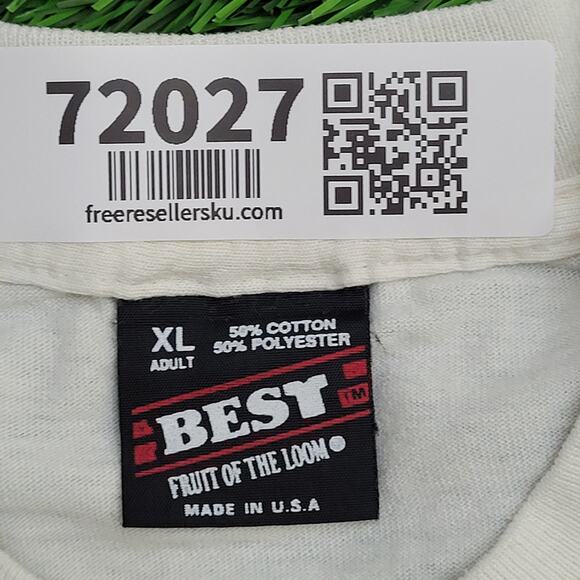 72027
freeresellersku.com
XL
ADULT
50% COTTON
50% POLYESTER
BEST
TM
FRUIT OF THE LOOM
MADE IN U.S.A